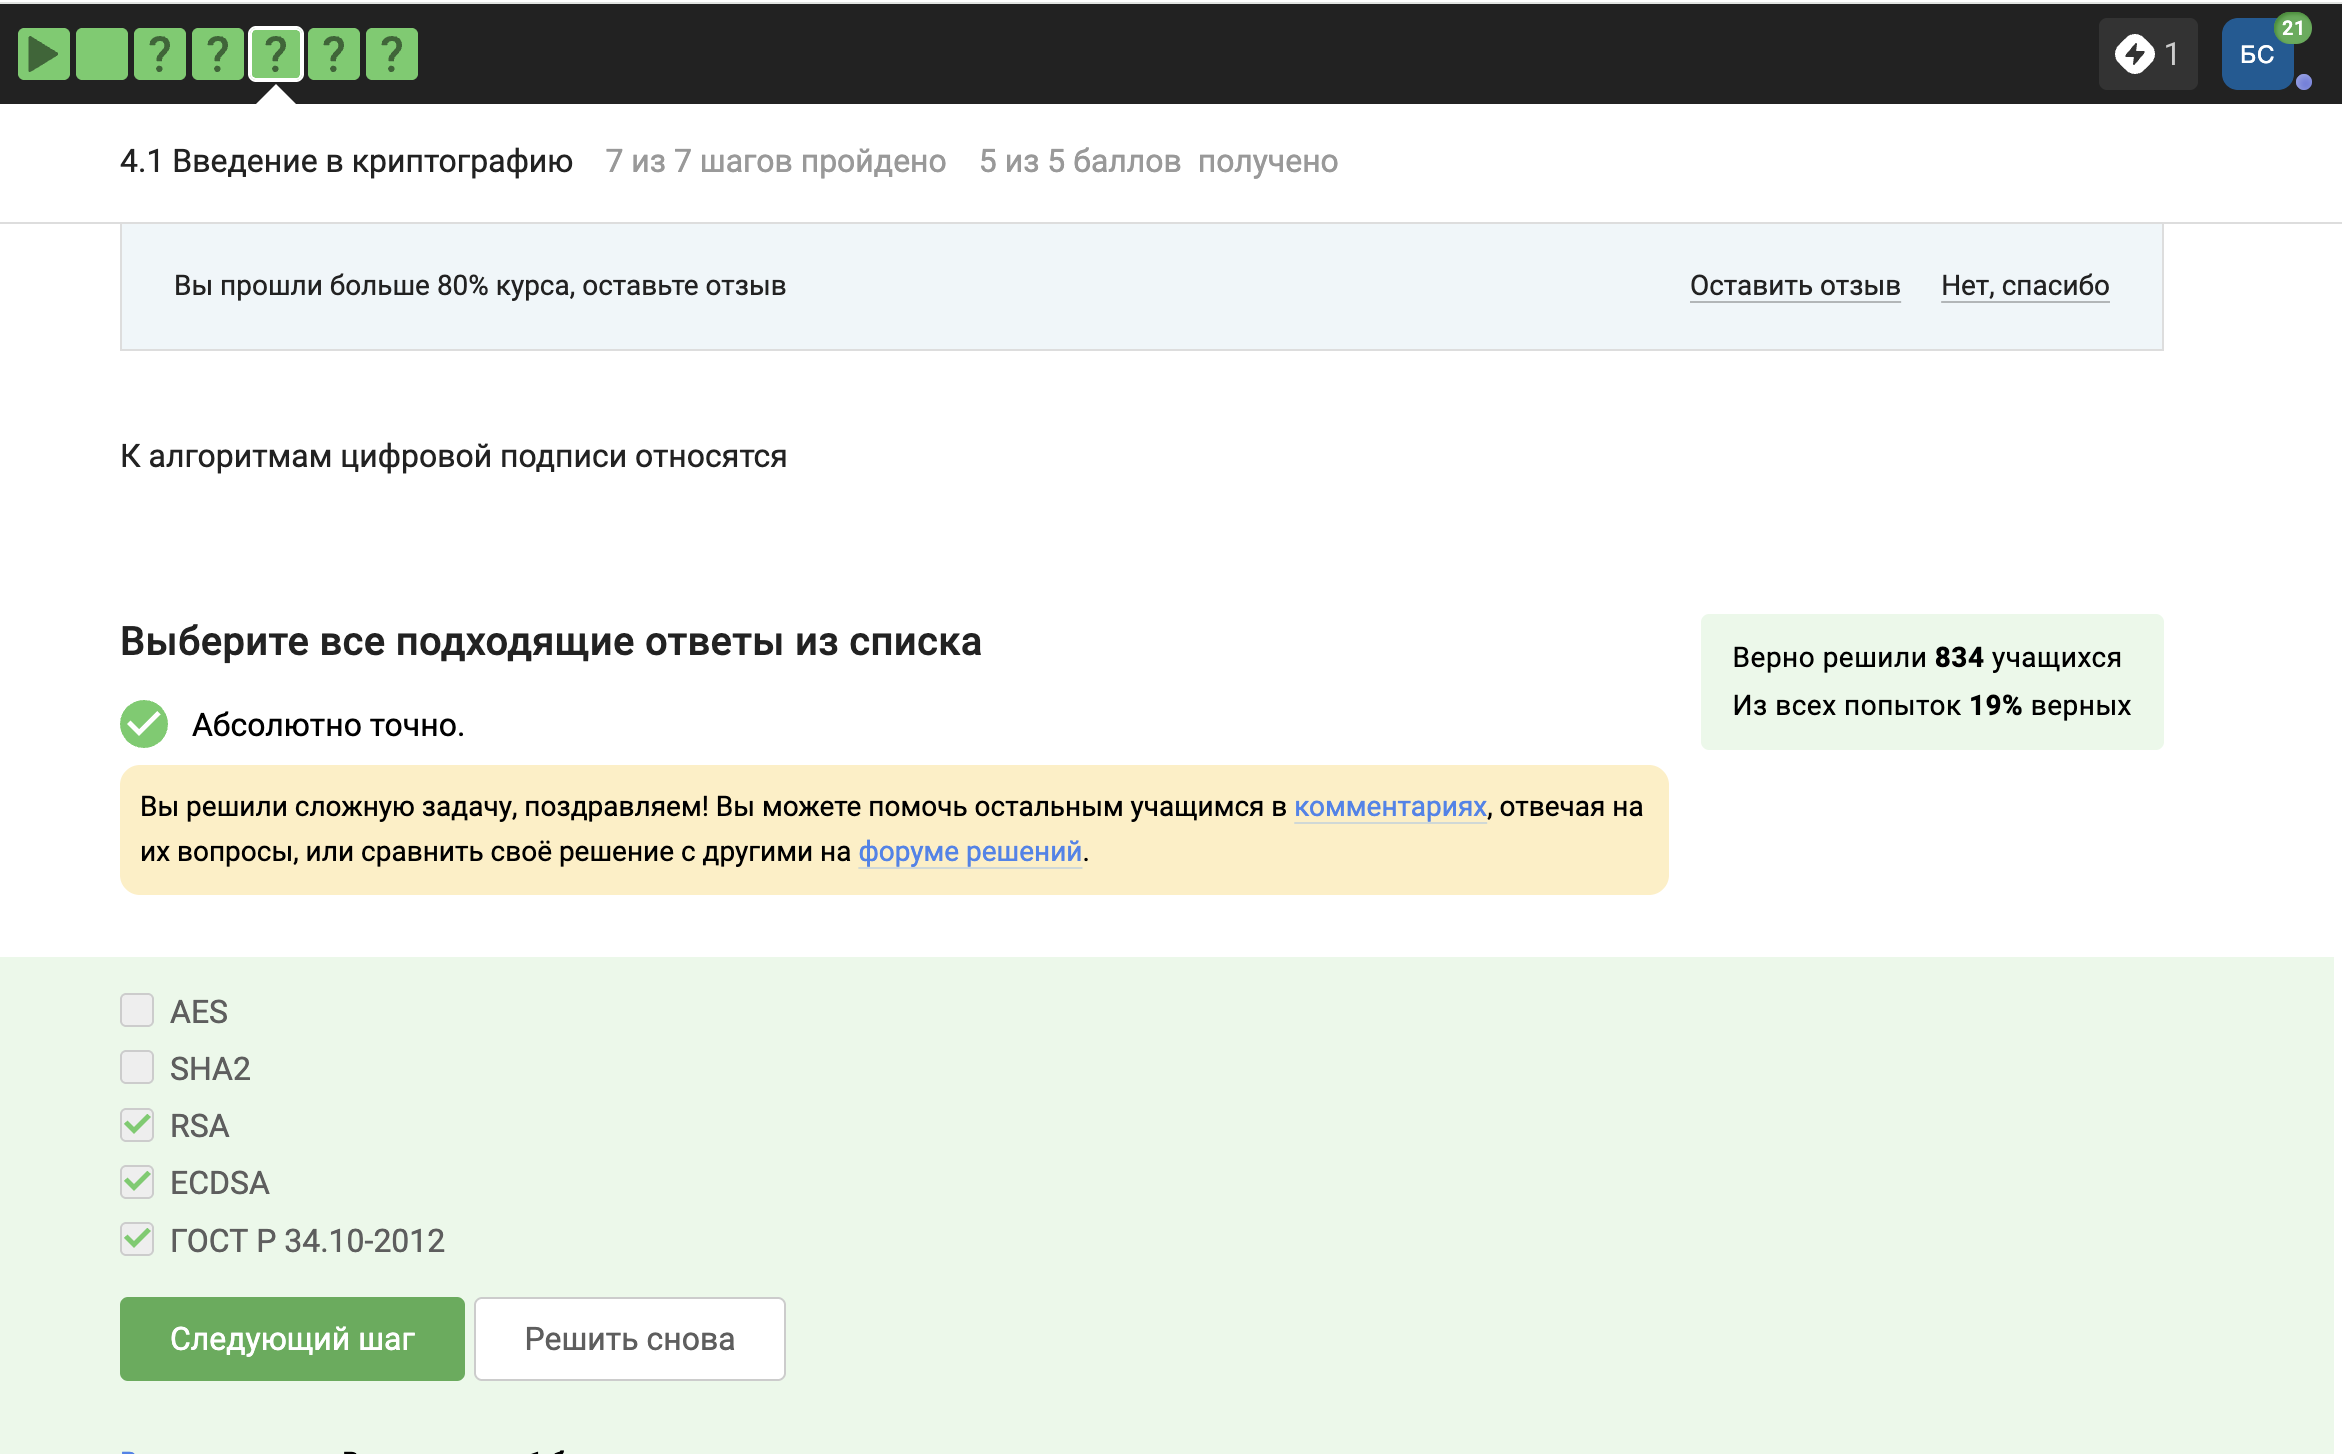 ? ? ? ? ?
1
БС
21
4.1 Введение в криптографию 7 из 7 шагов пройдено 5 из 5 баллов получено
Вы прошли больше 80% курса, оставьте отзыв Оставить отзыв Нет, спасибо
К алгоритмам цифровой подписи относятся
Выберите все подходящие ответы из списка
Верно решили 834 учащихся
Из всех попыток 19% верных
Абсолютно точно.
Вы решили сложную задачу, поздравляем! Вы можете помочь остальным учащимся в комментариях, отвечая на
их вопросы, или сравнить своё решение с другими на форуме решений.
AES
SHA2
RSA
ECDSA
ГОСТ Р 34.10-2012
Следующий шаг Решить снова